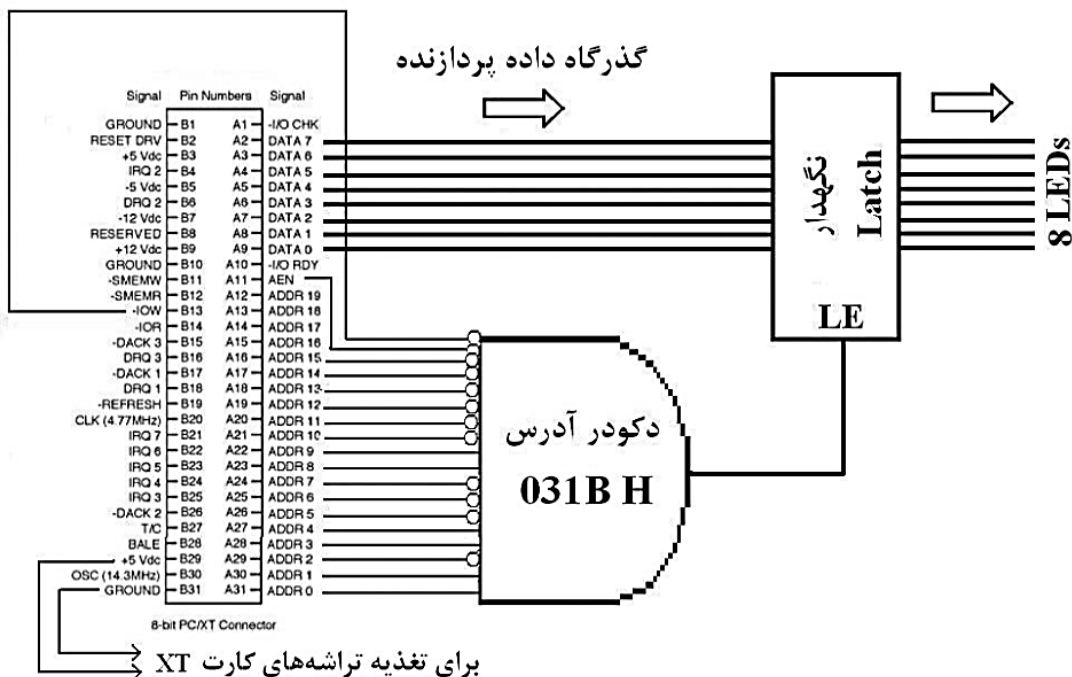 گذرگاه داده پردازنده
Signal Pin Numbers Signal
GROUND B1 A1 -I/O CHK
RESET DRV B2 A2 DATA 7
+5 Vdc B3 A3 DATA 6
IRQ 2 B4 A4 DATA 5
-5 Vdc B5 A5 DATA 4
DRQ 2 B6 A6 DATA 3
-12 Vdc B7 A7 DATA 2
RESERVED B8 A8 DATA 1
+12 Vdc B9 A9 DATA 0
GROUND B10 A10 -I/O RDY
-SMEMW B11 A11 AEN
-SMEMR B12 A12 ADDR 19
-IOW B13 A13 ADDR 18
-IOR B14 A14 ADDR 17
-DACK 3 B15 A15 ADDR 16
DRQ 3 B16 A16 ADDR 15
-DACK 1 B17 A17 ADDR 14
DRQ 1 B18 A18 ADDR 13
-REFRESH B19 A19 ADDR 12
CLK (4.77MHz) B20 A20 ADDR 11
IRQ 7 B21 A21 ADDR 10
IRQ 6 B22 A22 ADDR 9
IRQ 5 B23 A23 ADDR 8
IRQ 4 B24 A24 ADDR 7
IRQ 3 B25 A25 ADDR 6
-DACK 2 B26 A26 ADDR 5
T/C B27 A27 ADDR 4
BALE B28 A28 ADDR 3
+5 Vdc B29 A29 ADDR 2
OSC (14.3MHz) B30 A30 ADDR 1
GROUND B31 A31 ADDR 0
8-bit PC/XT Connector
نگهدار
Latch
LE
8 LEDs
دکودر آدرس
031B H
برای تغذیه تراشه‌های کارت XT